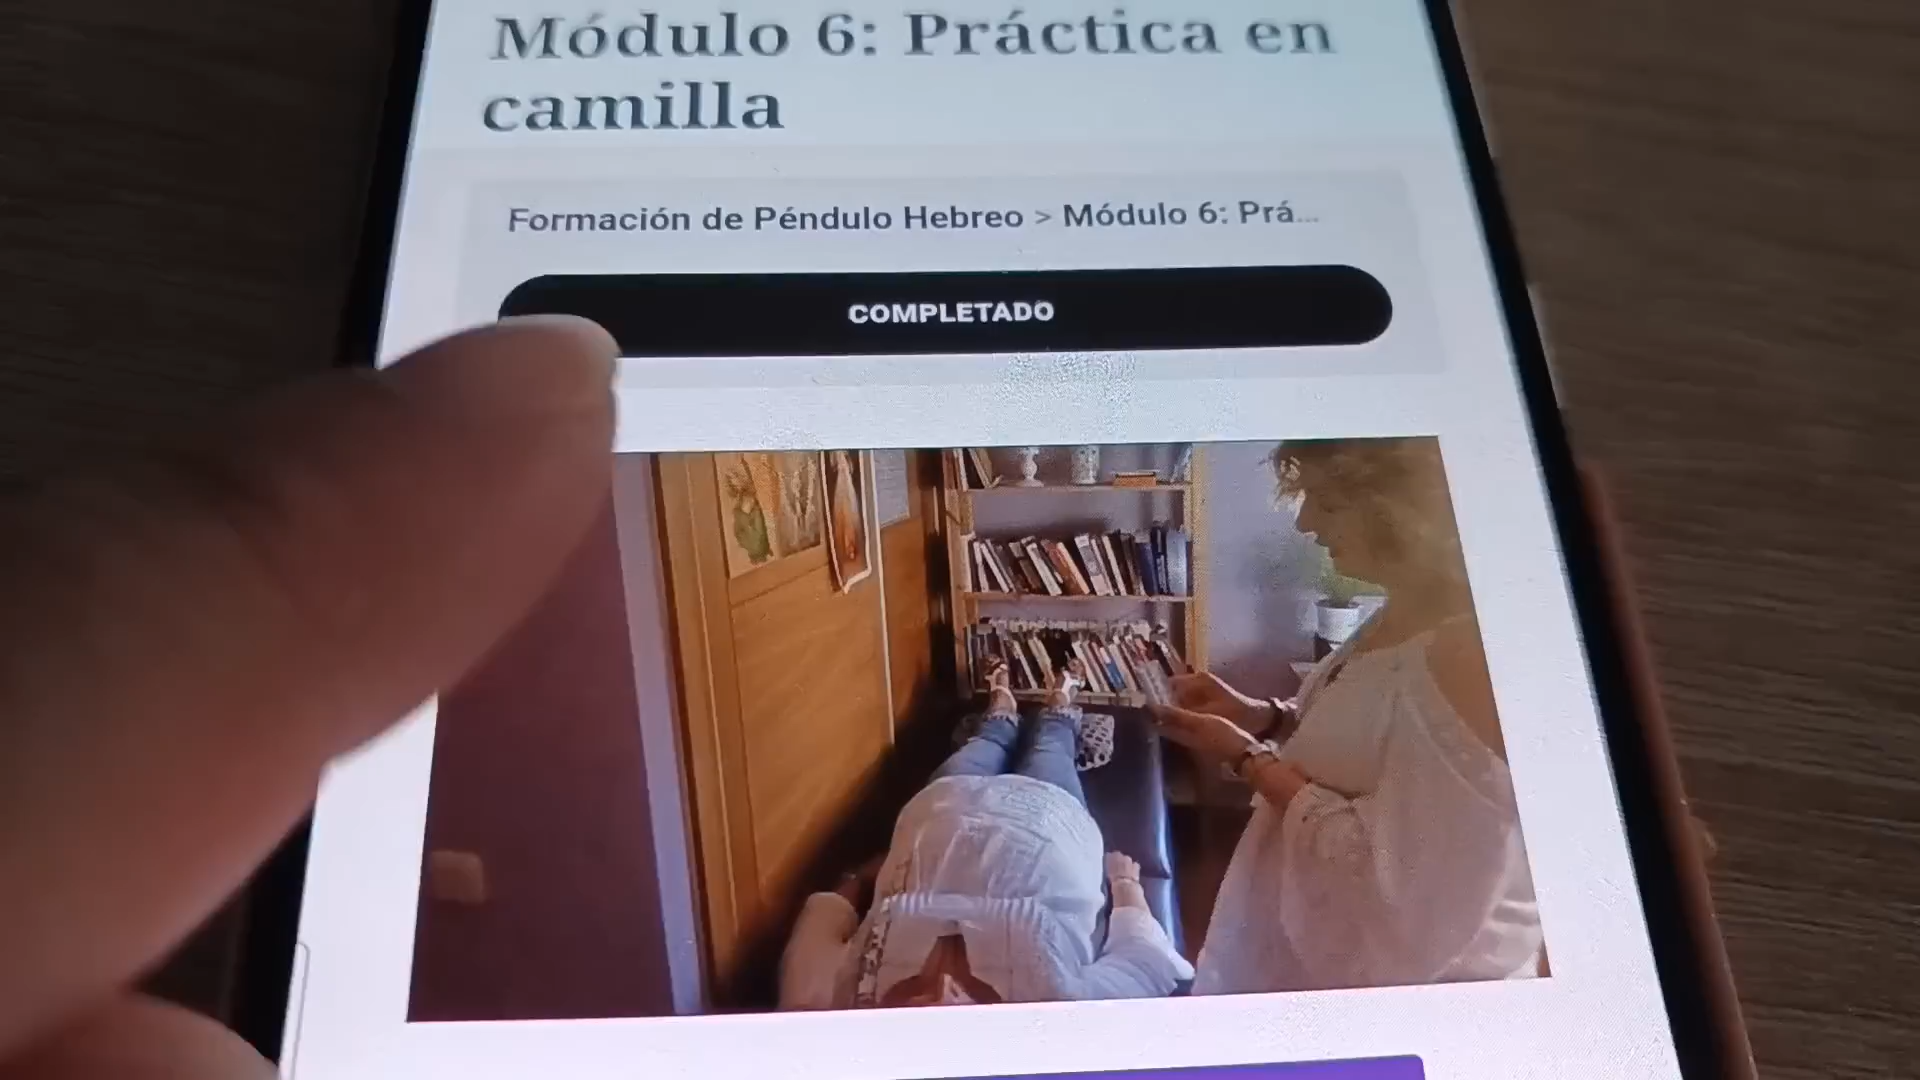 Módulo 6: Práctica en
camilla
Formación de Péndulo Hebreo > Módulo 6: Prá...
COMPLETADO